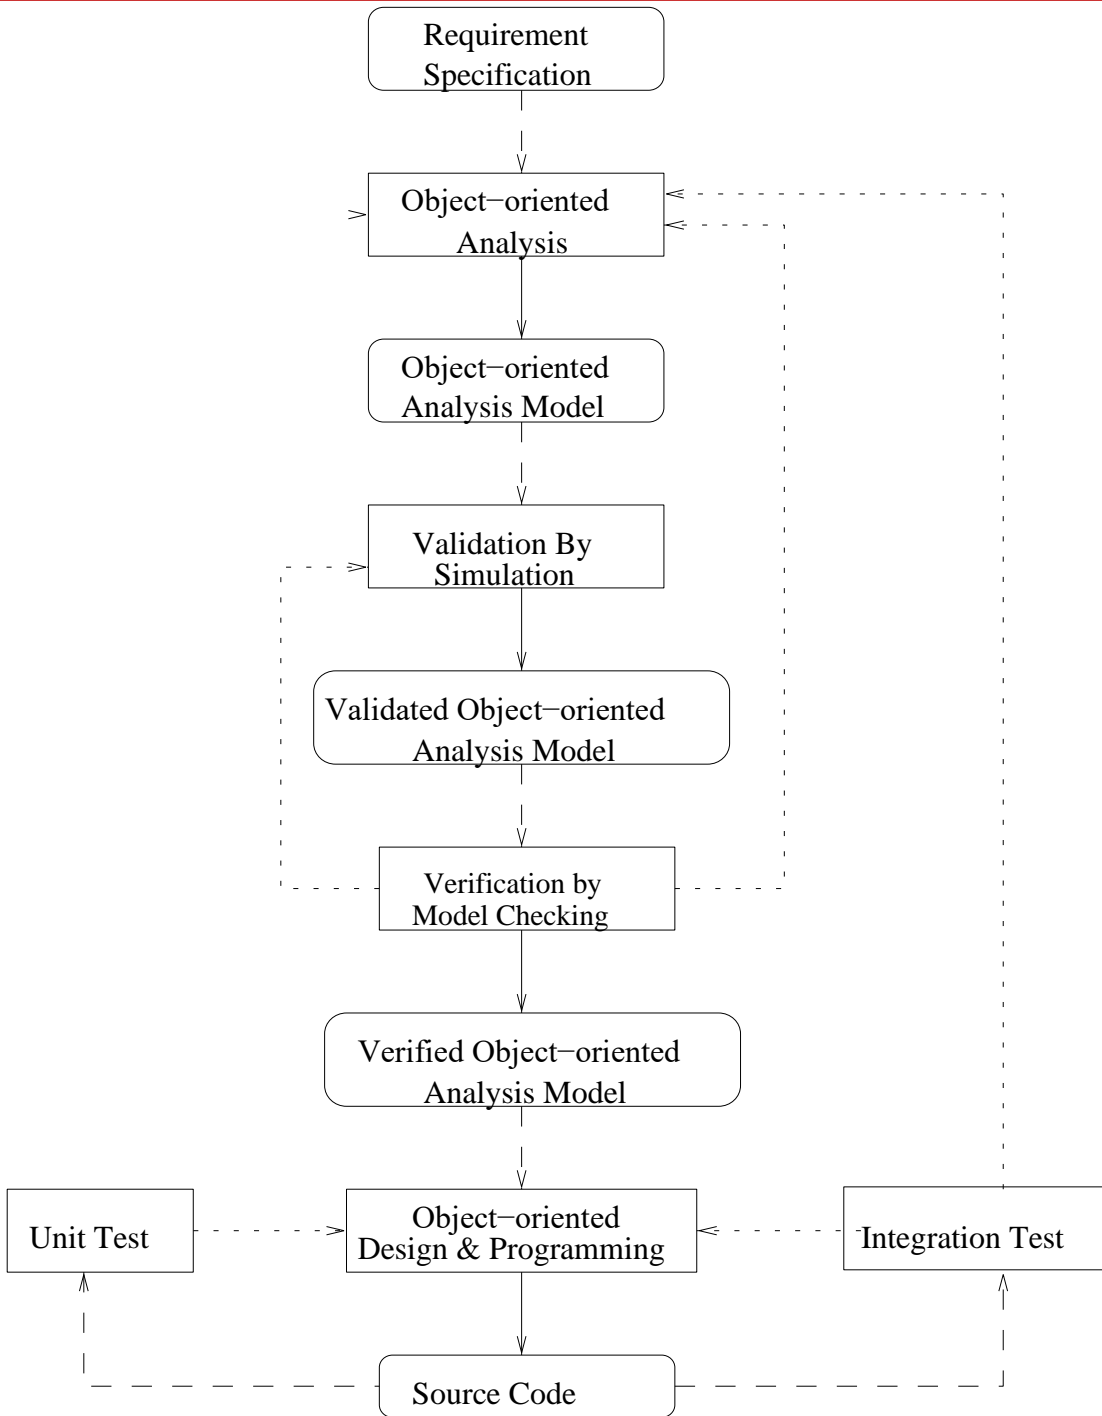 Requirement
Specification
Object−oriented
Analysis
Object−oriented
Analysis Model
Validation By
Simulation
Validated Object−oriented
Analysis Model
Verification by
Model Checking
Verified Object−oriented
Analysis Model
Unit Test
Object−oriented
Design & Programming
Integration Test
Source Code